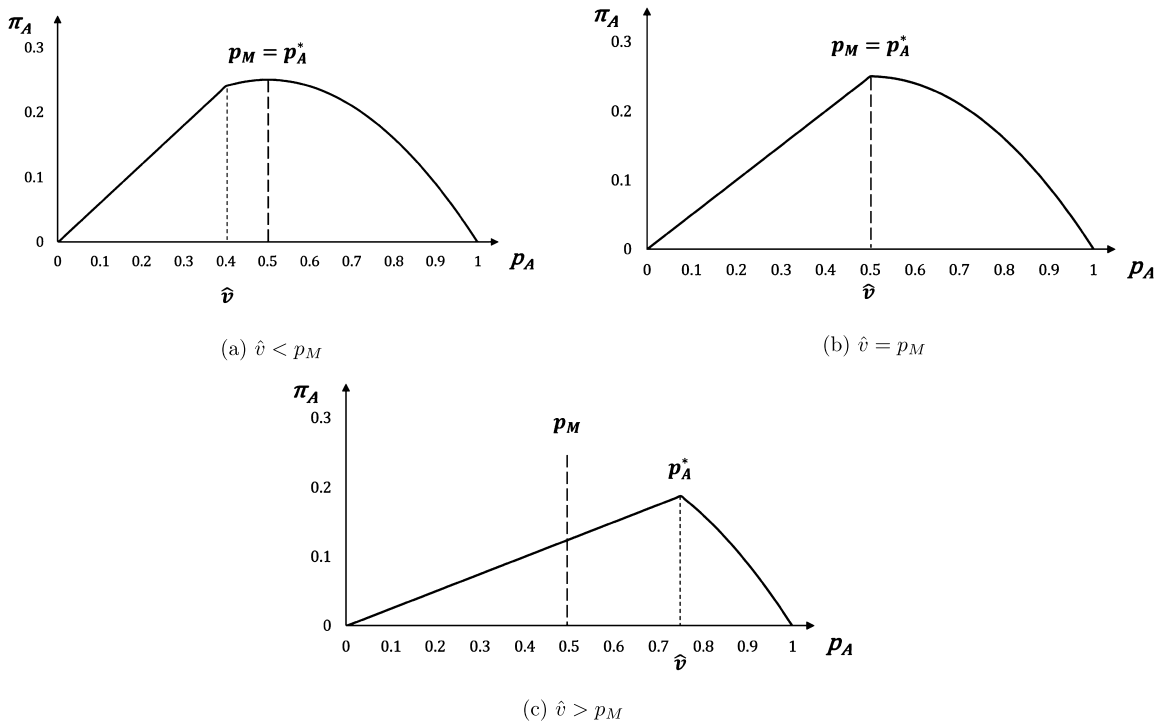 π_A
0.3
p_M = p_A^*
0.2
0.1
0
0 0.1 0.2 0.3 0.4 0.5 0.6 0.7 0.8 0.9 1 p_A
v̂
(a) v̂ < p_M
π_A
0.3
p_M = p_A^*
0.2
0.1
0
0 0.1 0.2 0.3 0.4 0.5 0.6 0.7 0.8 0.9 1 p_A
v̂
(b) v̂ = p_M
π_A
0.3
p_M
p_A^*
0.2
0.1
0
0 0.1 0.2 0.3 0.4 0.5 0.6 0.7 0.8 0.9 1 p_A
v̂
(c) v̂ > p_M